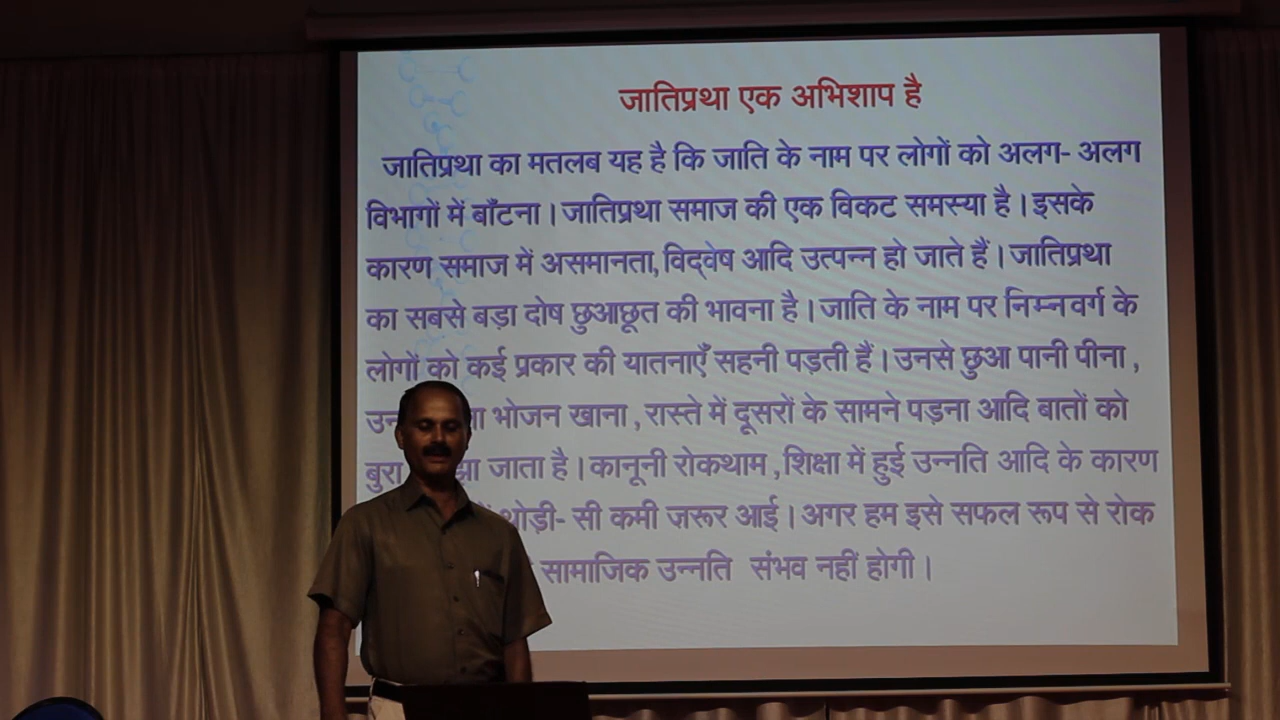 जातिप्रथा एक अभिशाप है
जातिप्रथा का मतलब यह है कि जाति के नाम पर लोगों को अलग- अलग
विभागों में बाँटना । जातिप्रथा समाज की एक विकट समस्या है । इसके
कारण समाज में असमानता, विद्वेष आदि उत्पन्न हो जाते हैं । जातिप्रथा
का सबसे बड़ा दोष छुआछूत की भावना है । जाति के नाम पर निम्न वर्ग के
लोगों को कई प्रकार की यातनाएँ सहनी पड़ती हैं । उनसे छुआ पानी पीना ,
भोजन खाना , रास्ते में दूसरों के सामने पड़ना आदि बातों को
बुरा जाता है । कानूनी रोकथाम , शिक्षा में हुई उन्नति आदि के कारण
थोड़ी- सी कमी ज़रूर आई । अगर हम इसे सफल रूप से रोक
सामाजिक उन्नति संभव नहीं होगी ।